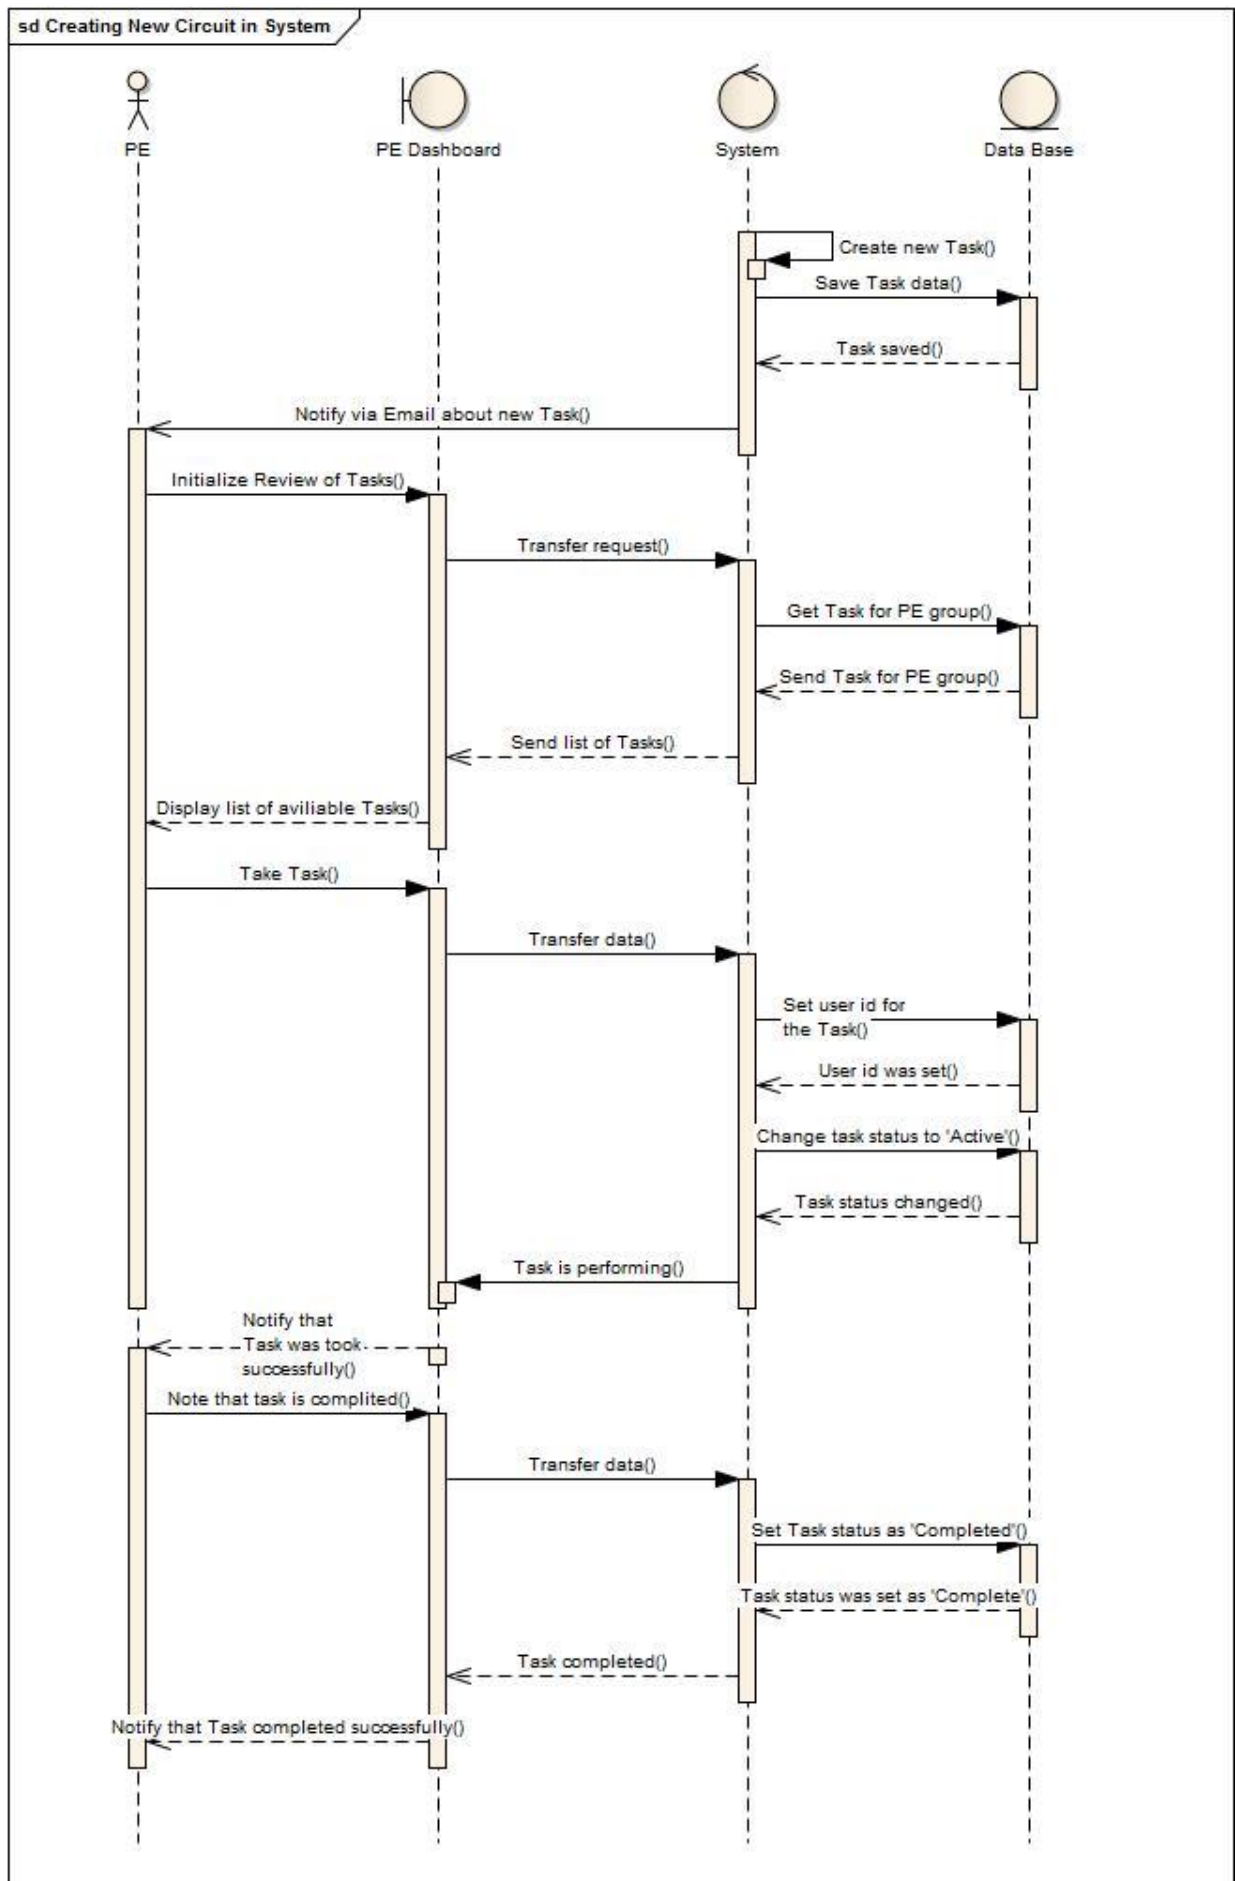 sd Creating New Circuit in System
PE
PE Dashboard
System
Data Base
Create new Task()
Save Task data()
Task saved()
Notify via Email about new Task()
Initialize Review of Tasks()
Transfer request()
Get Task for PE group()
Send Task for PE group()
Send list of Tasks()
Display list of aviliable Tasks()
Take Task()
Transfer data()
Set user id for
the Task()
User id was set()
Change task status to 'Active'()
Task status changed()
Task is performing()
Notify that
Task was took
successfully()
Note that task is complited()
Transfer data()
Set Task status as 'Completed'()
Task status was set as 'Complete'()
Task completed()
Notify that Task completed successfully()